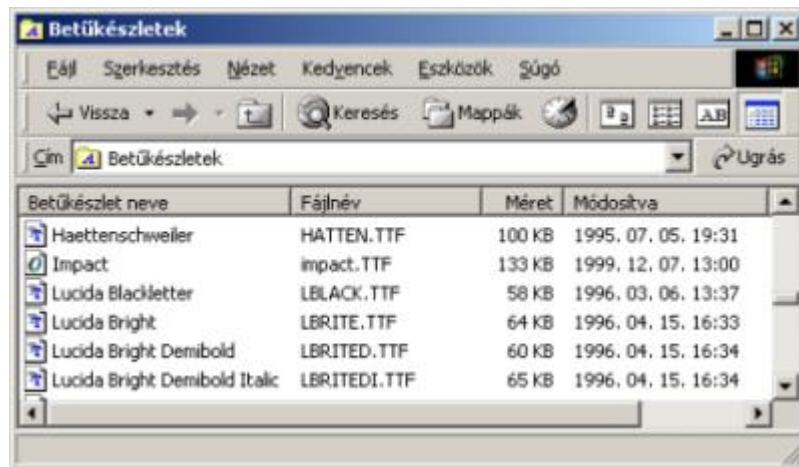 Betűkészletek
Fájl Szerkesztés Nézet Kedvencek Eszközök Súgó
Vissza Keresés Mappák AB
Cím Betűkészletek Ugrás
Betűkészlet neve Fájlnév Méret Módosítva
Haettenschweiler HATTEN.TTF 100 KB 1995. 07. 05. 19:31
Impact impact.TTF 133 KB 1999. 12. 07. 13:00
Lucida Blackletter LBLACK.TTF 58 KB 1996. 03. 06. 13:37
Lucida Bright LBRITE.TTF 64 KB 1996. 04. 15. 16:33
Lucida Bright Demibold LBRITED.TTF 60 KB 1996. 04. 15. 16:34
Lucida Bright Demibold Italic LBRITEDI.TTF 65 KB 1996. 04. 15. 16:34